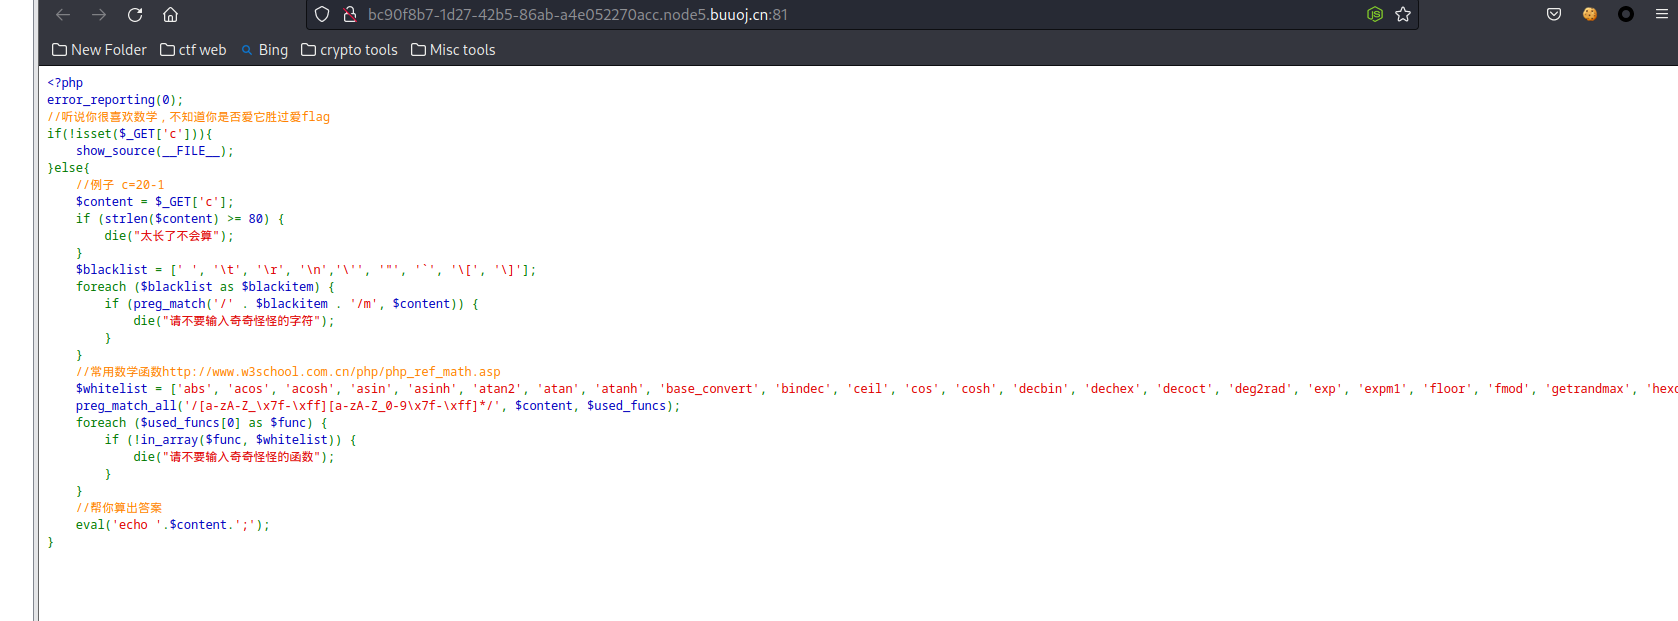 bc90f8b7-1d27-42b5-86ab-a4e052270acc.node5.buuoj.cn:81
New Folder ctf web Bing crypto tools Misc tools
<?php
error_reporting(0);
//听说你很喜欢数学，不知道你是否爱它胜过爱flag
if(!isset($_GET['c'])){
    show_source(__FILE__);
}else{
    //例子 c=20-1
    $content = $_GET['c'];
    if (strlen($content) >= 80) {
        die("太长了不会算");
    }
    $blacklist = [' ', '\t', '\r', '\n','\'', '"', '`', '\[', '\]'];
    foreach ($blacklist as $blackitem) {
        if (preg_match('/' . $blackitem . '/m', $content)) {
            die("请不要输入奇奇怪怪的字符");
        }
    }
    //常用数学函数http://www.w3school.com.cn/php/php_ref_math.asp
    $whitelist = ['abs', 'acos', 'acosh', 'asin', 'asinh', 'atan2', 'atan', 'atanh', 'base_convert', 'bindec', 'ceil', 'cos', 'cosh', 'decbin', 'dechex', 'decoct', 'deg2rad', 'exp', 'expm1', 'floor', 'fmod', 'getrandmax', 'hexd
    preg_match_all('/[a-zA-Z_\x7f-\xff][a-zA-Z_0-9\x7f-\xff]*/', $content, $used_funcs);
    foreach ($used_funcs[0] as $func) {
        if (!in_array($func, $whitelist)) {
            die("请不要输入奇奇怪怪的函数");
        }
    }
    //帮你算出答案
    eval('echo '.$content.';');
}